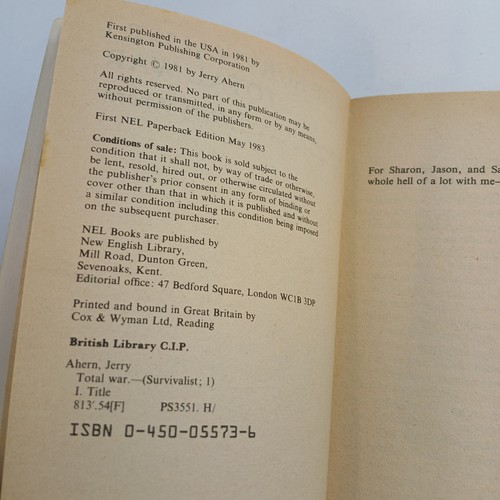 First published in the USA in 1981 by
Kensington Publishing Corporation
Copyright © 1981 by Jerry Ahern
All rights reserved. No part of this publication may be
reproduced or transmitted, in any form or by any means,
without permission of the publishers.
First NEL Paperback Edition May 1983
Conditions of sale: This book is sold subject to the
condition that it shall not, by way of trade or otherwise,
be lent, resold, hired out, or otherwise circulated without
the publisher's prior consent in any form of binding or
cover other than that in which it is published and without
a similar condition including this condition being imposed
on the subsequent purchaser.
NEL Books are published by
New English Library,
Mill Road, Dunton Green,
Sevenoaks, Kent.
Editorial office: 47 Bedford Square, London WC1B 3DP
Printed and bound in Great Britain by
Cox & Wyman Ltd, Reading
British Library C.I.P.
Ahern, Jerry
Total war.—(Survivalist; 1)
I. Title
813'.54[F] PS3551. H/
ISBN 0-450-05573-6
For Sharon, Jason, and
whole hell of a lot with me—